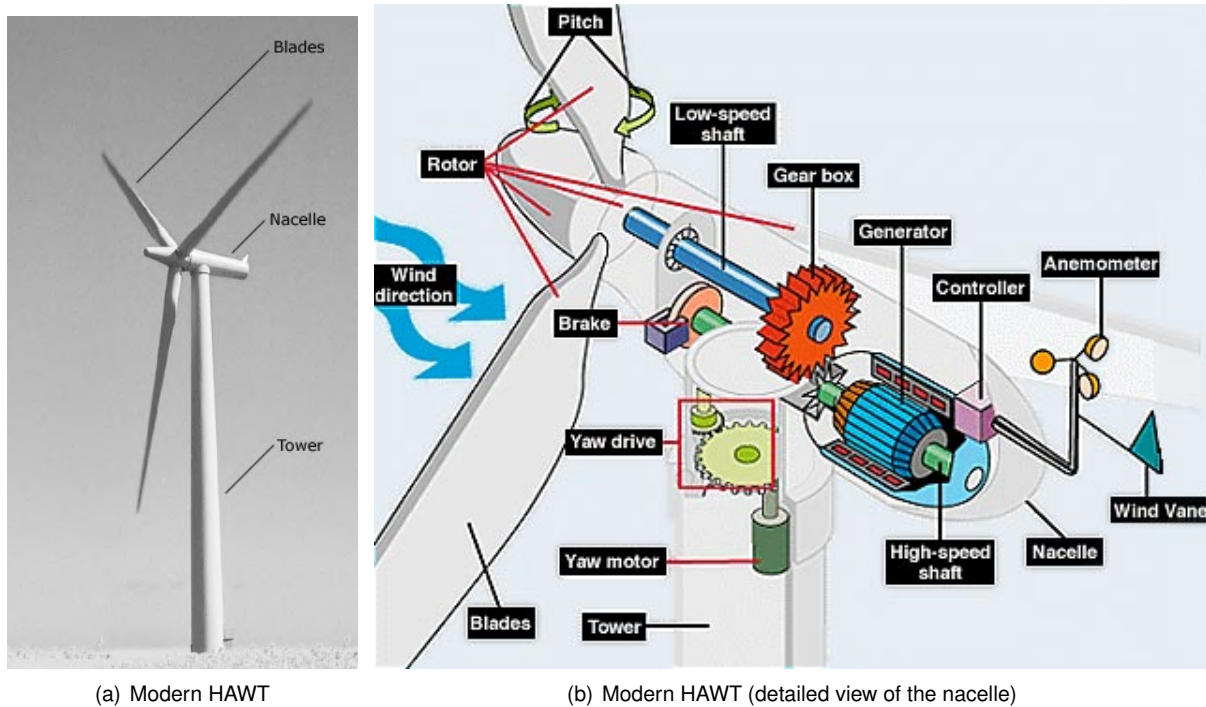 Blades
Nacelle
Tower
(a) Modern HAWT
Pitch
Low-speed
shaft
Rotor
Gear box
Generator
Anemometer
Controller
Wind
direction
Brake
Yaw drive
Wind Vane
High-speed
shaft
Nacelle
Yaw motor
Blades
Tower
(b) Modern HAWT (detailed view of the nacelle)